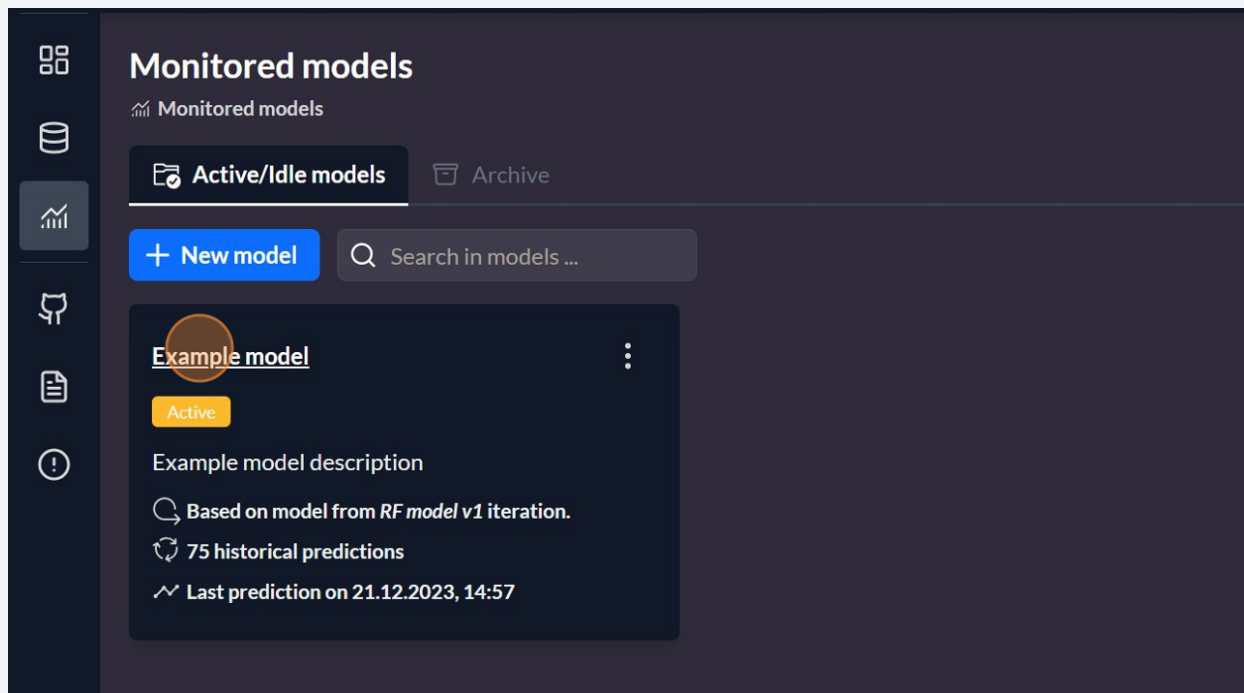 Monitored models
Monitored models
Active/Idle models
Archive
New model
Search in models ...
Example model
Active
Example model description
Based on model from RF model v1 iteration.
75 historical predictions
Last prediction on 21.12.2023, 14:57